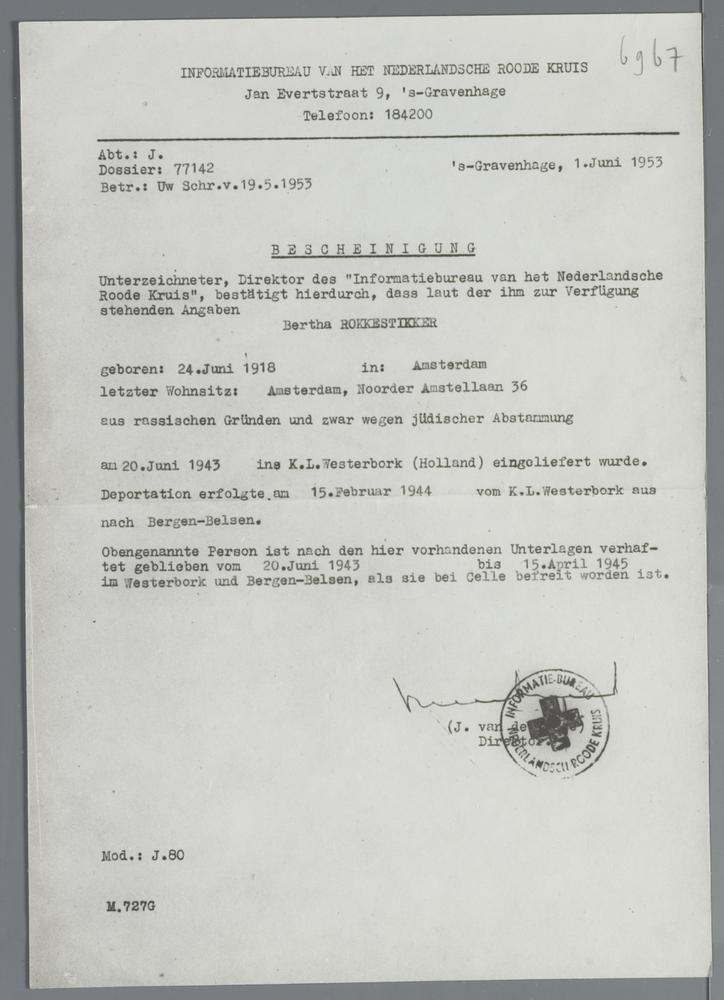 6967
INFORMATIEBUREAU VAN HET NEDERLANDSCHE ROODE KRUIS
Jan Evertstraat 9, 's-Gravenhage
Telefoon: 184200
Abt.: J.
Dossier: 77142
's-Gravenhage, 1.Juni 1953
Betr.: Uw Schr.v.19.5.1953
BESCHEINIGUNG
Unterzeichneter, Direktor des "Informatiebureau van het Nederlandsche
Roode Kruis", bestätigt hierdurch, dass laut der ihm zur Verfügung
stehenden Angaben
Bertha ROKKESTIKKER
geboren: 24.Juni 1918 in: Amsterdam
letzter Wohnsitz: Amsterdam, Noorder Amstellaan 36
aus rassischen Gründen und zwar wegen jüdischer Abstammung
am 20.Juni 1943 ins K.L.Westerbork (Holland) eingeliefert wurde.
Deportation erfolgte am 15.Februar 1944 vom K.L.Westerbork aus
nach Bergen-Belsen.
Obengenannte Person ist nach den hier vorhandenen Unterlagen verhaf-
tet geblieben vom 20.Juni 1943 bis 15.April 1945
im Westerbork und Bergen-Belsen, als sie bei Celle befreit worden ist.
(J. van de
Direktor.
INFORMATIE-BUREAU
NEDERLANDSCH ROODE KRUIS
Mod.: J.80
M.727G